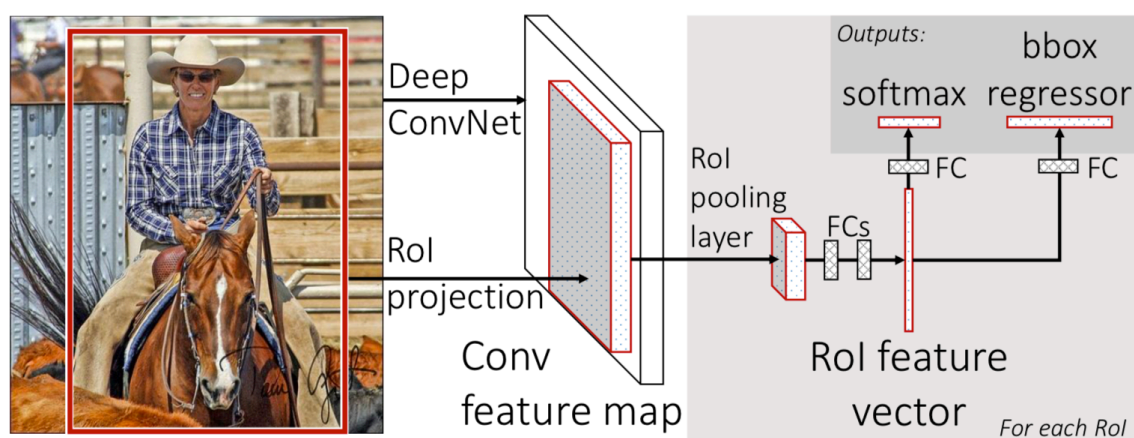 Deep
ConvNet
RoI
projection
Conv
feature map
RoI
pooling
layer
FCs
RoI feature
vector
For each RoI
Outputs:
softmax
bbox
regressor
FC
FC